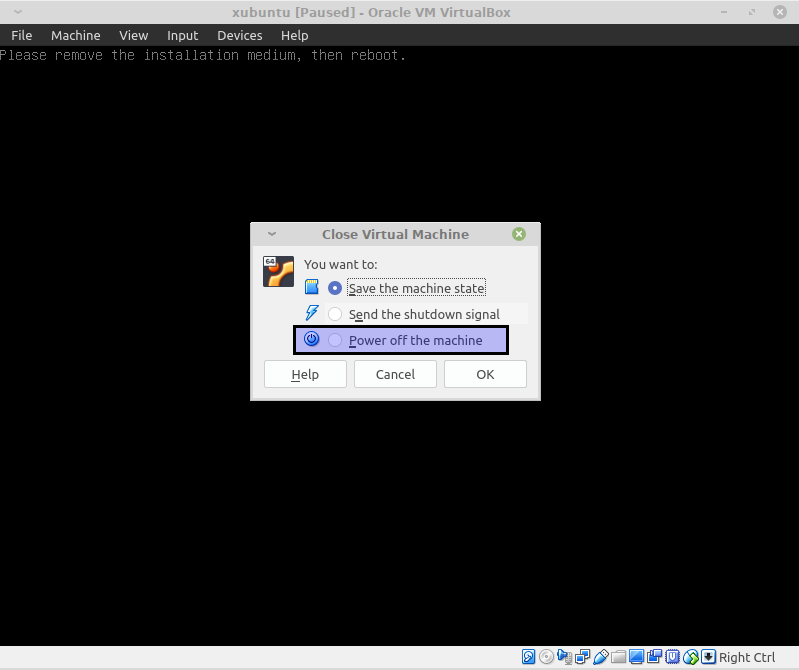 xubuntu [Paused] - Oracle VM VirtualBox
File Machine View Input Devices Help
Please remove the installation medium, then reboot.
Close Virtual Machine
64
You want to:
Save the machine state
Send the shutdown signal
Power off the machine
Help Cancel OK
Right Ctrl